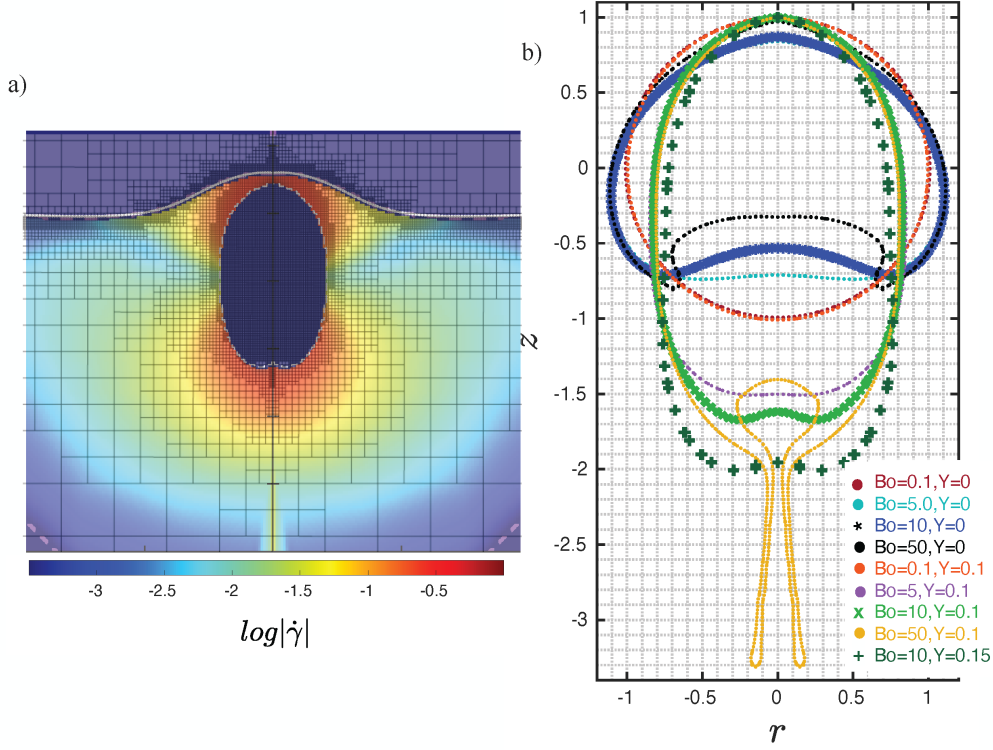 a)
-3 -2.5 -2 -1.5 -1 -0.5
log|γ̇|
b)
1
0.5
0
-0.5
-1
-1.5
-2
-2.5
-3
z
-1 -0.5 0 0.5 1
r
Bo=0.1,Y=0
Bo=5.0,Y=0
Bo=10,Y=0
Bo=50,Y=0
Bo=0.1,Y=0.1
Bo=5,Y=0.1
Bo=10,Y=0.1
Bo=50,Y=0.1
Bo=10,Y=0.15